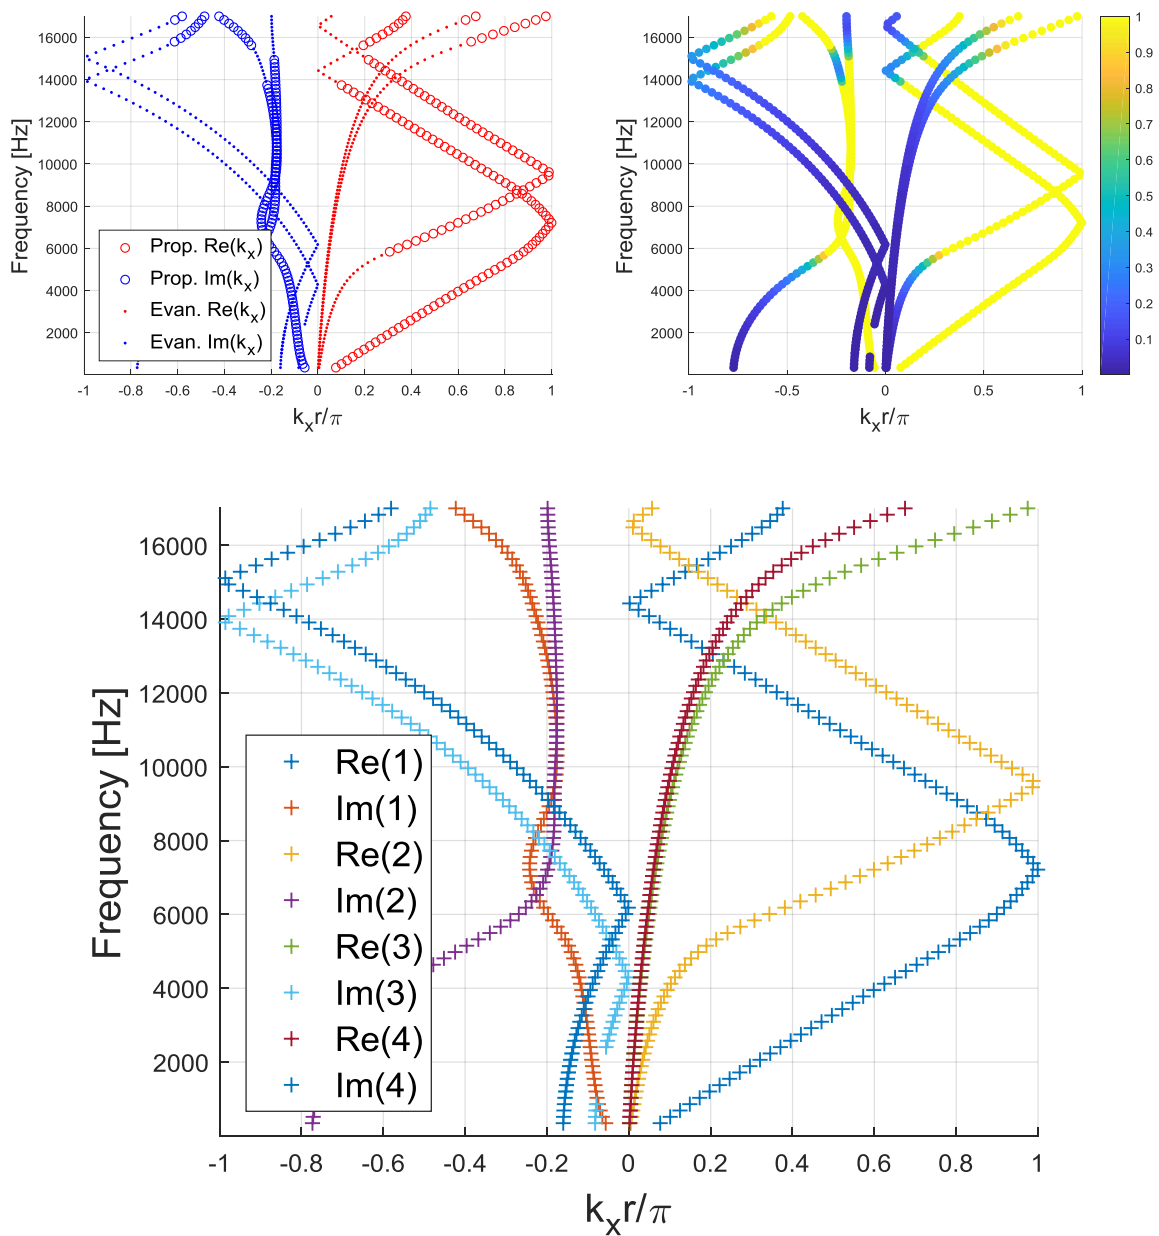 16000
14000
12000
10000
8000
6000
4000
2000
Frequency [Hz]
Prop. Re(kx)
Prop. Im(kx)
Evan. Re(kx)
Evan. Im(kx)
-1 -0.8 -0.6 -0.4 -0.2 0 0.2 0.4 0.6 0.8 1
kxr/π
16000
14000
12000
10000
8000
6000
4000
2000
Frequency [Hz]
-1 -0.5 0 0.5 1
kxr/π
1
0.9
0.8
0.7
0.6
0.5
0.4
0.3
0.2
0.1
16000
14000
12000
10000
8000
6000
4000
2000
Frequency [Hz]
Re(1)
Im(1)
Re(2)
Im(2)
Re(3)
Im(3)
Re(4)
Im(4)
-1 -0.8 -0.6 -0.4 -0.2 0 0.2 0.4 0.6 0.8 1
kxr/π